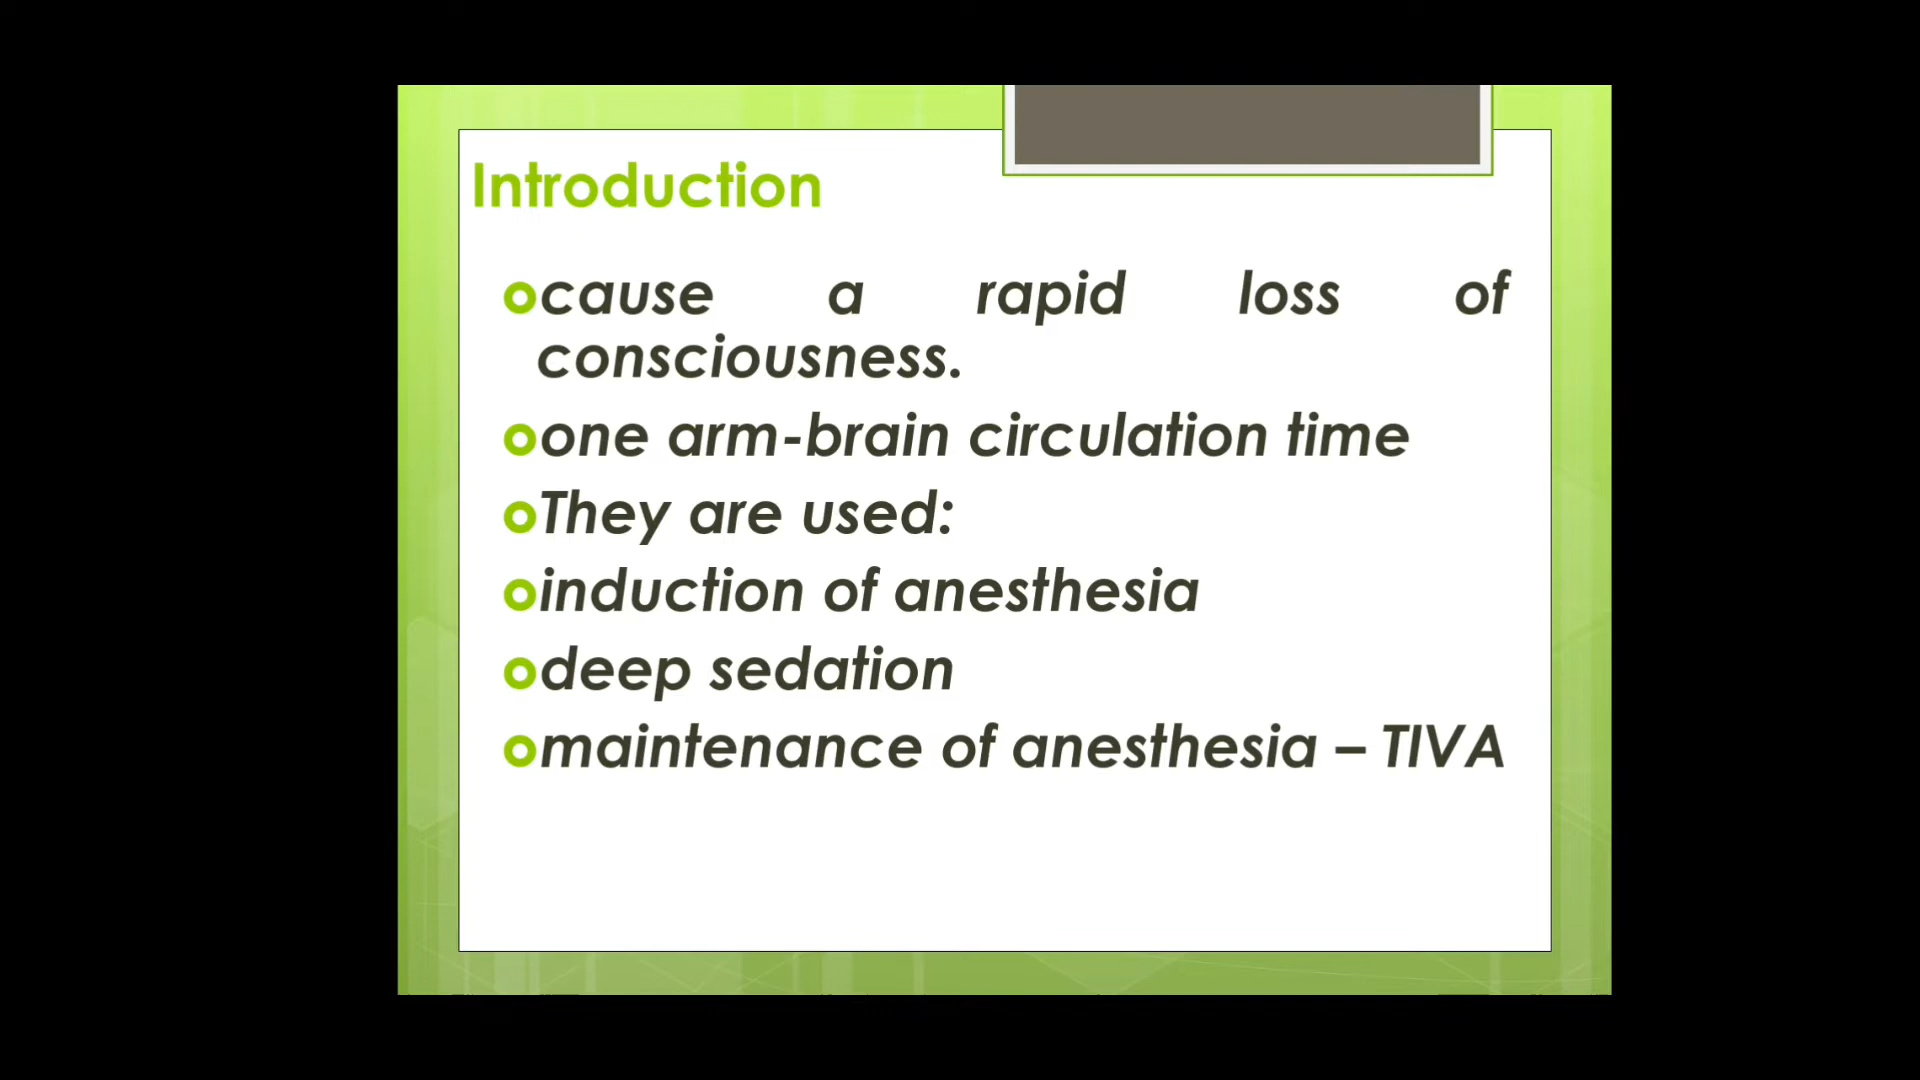 Introduction
cause a rapid loss of
consciousness.
one arm-brain circulation time
They are used:
induction of anesthesia
deep sedation
maintenance of anesthesia – TIVA